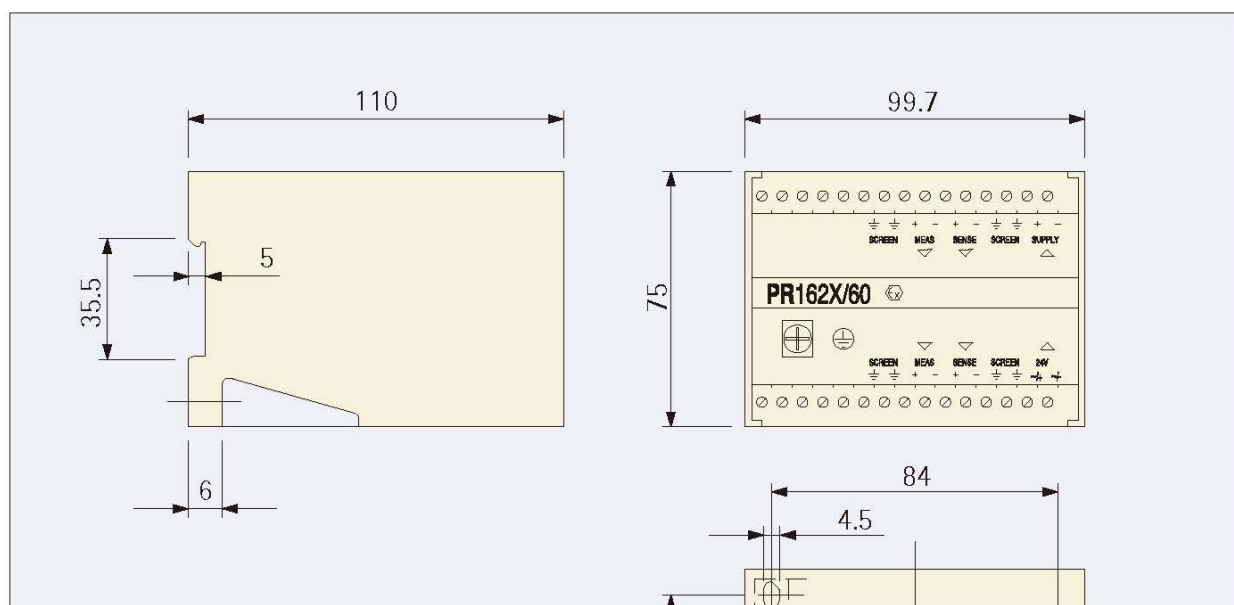 110
99.7
35.5
5
6
75
+ - + - + -
SCREEN MEAS SENSE SCREEN SUPPLY
PR162X/60 Ex
SCREEN MEAS SENSE SCREEN 24V
+ - + -
84
4.5